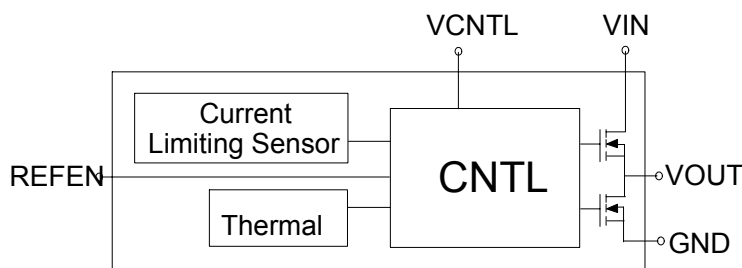 VCNTL
VIN
Current
Limiting Sensor
CNTL
REFEN
VOUT
Thermal
GND